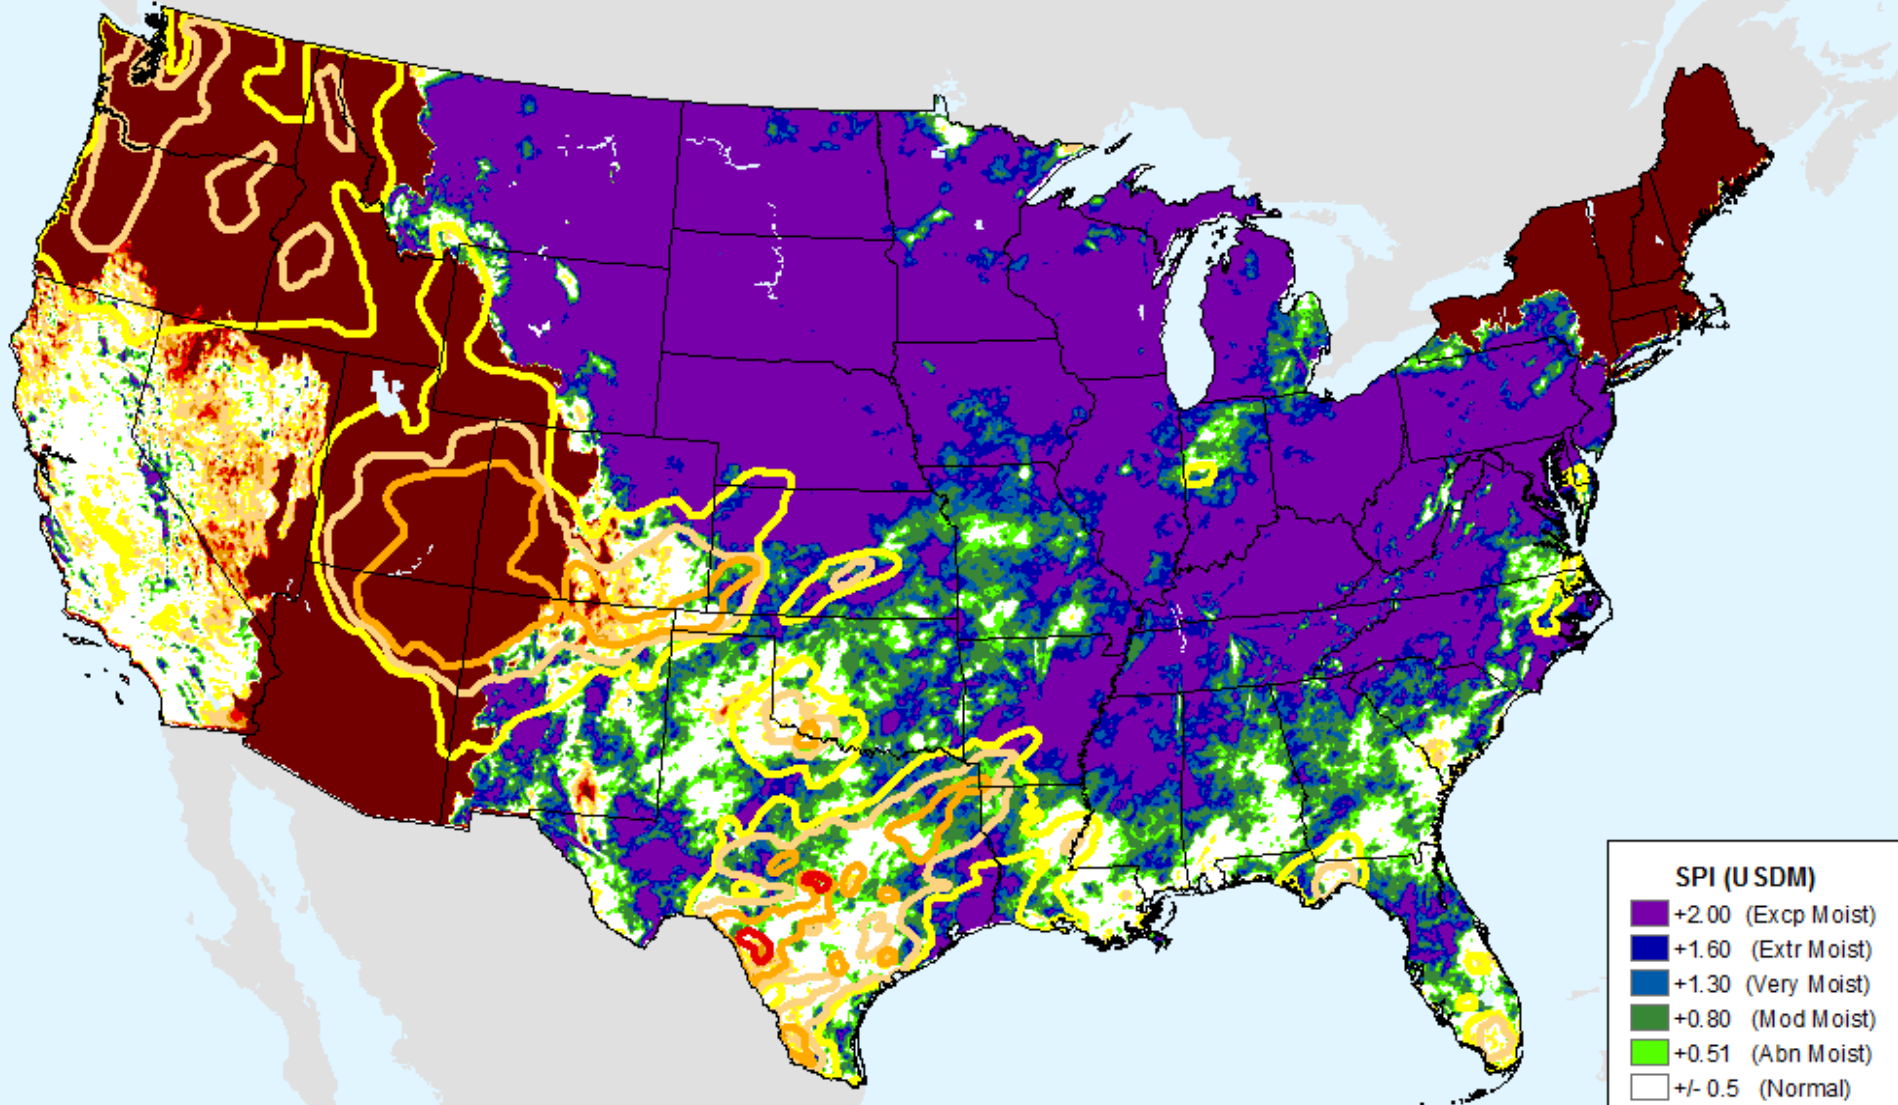 SPI (USDM)
+2.00 (Excp Moist)
+1.60 (Extr Moist)
+1.30 (Very Moist)
+0.80 (Mod Moist)
+0.51 (Abn Moist)
+/- 0.5 (Normal)